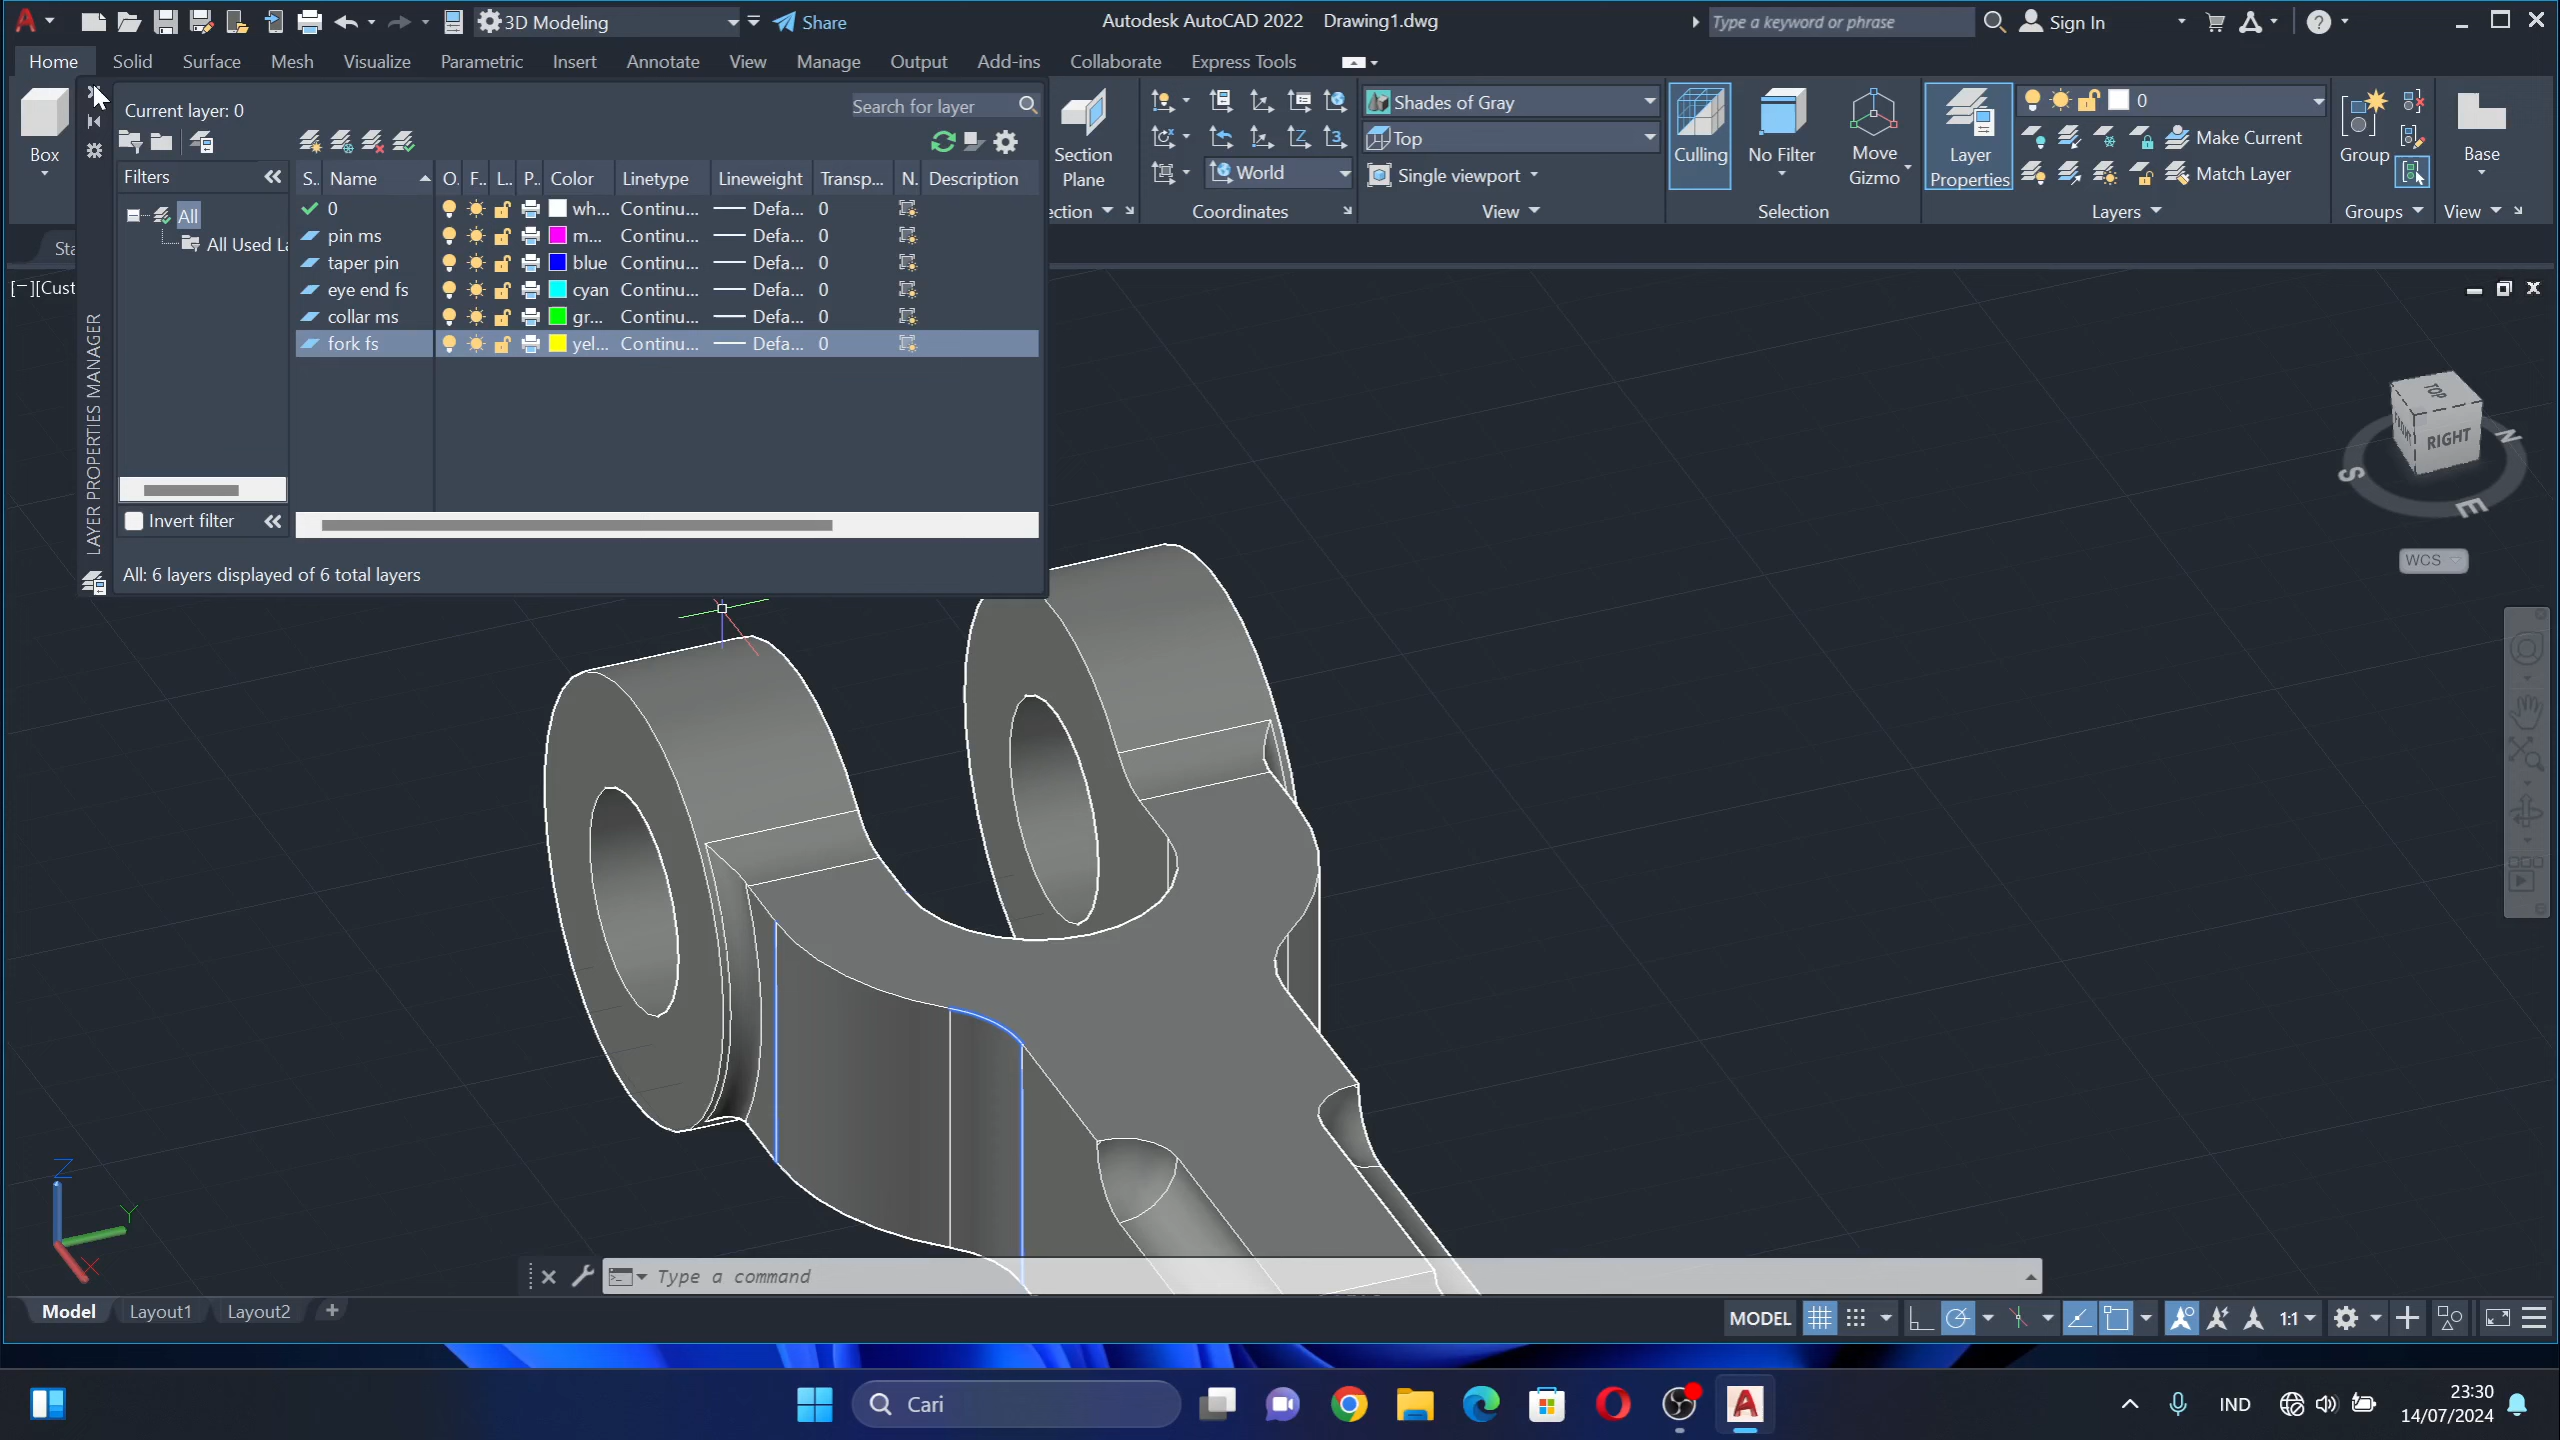 3D Modeling
Share
Autodesk AutoCAD 2022 Drawing1.dwg
Type a keyword or phrase
Sign In
Home Solid Surface Mesh Visualize Parametric Insert Annotate View Manage Output Add-ins Collaborate Express Tools
Box
Current layer: 0
Search for layer
Filters
All
All Used La
Invert filter
S.. Name O. F.. L.. P.. Color Linetype Lineweight Transp... N. Description
0 wh... Continu... Defa... 0
pin ms m... Continu... Defa... 0
taper pin blue Continu... Defa... 0
eye end fs cyan Continu... Defa... 0
collar ms gr... Continu... Defa... 0
fork fs yel... Continu... Defa... 0
All: 6 layers displayed of 6 total layers
LAYER PROPERTIES MANAGER
Section
Plane
ection
World
Coordinates
Shades of Gray
Top
Single viewport
View
Culling
No Filter
Move
Gizmo
Selection
Layer
Properties
0
Make Current
Match Layer
Layers
Group
Groups
Base
View
Sta
[−][Cust
TOP
FRONT
RIGHT
N
S
E
WCS
Z
Y
X
Type a command
Model Layout1 Layout2
MODEL
1:1
Cari
IND
23:30
14/07/2024